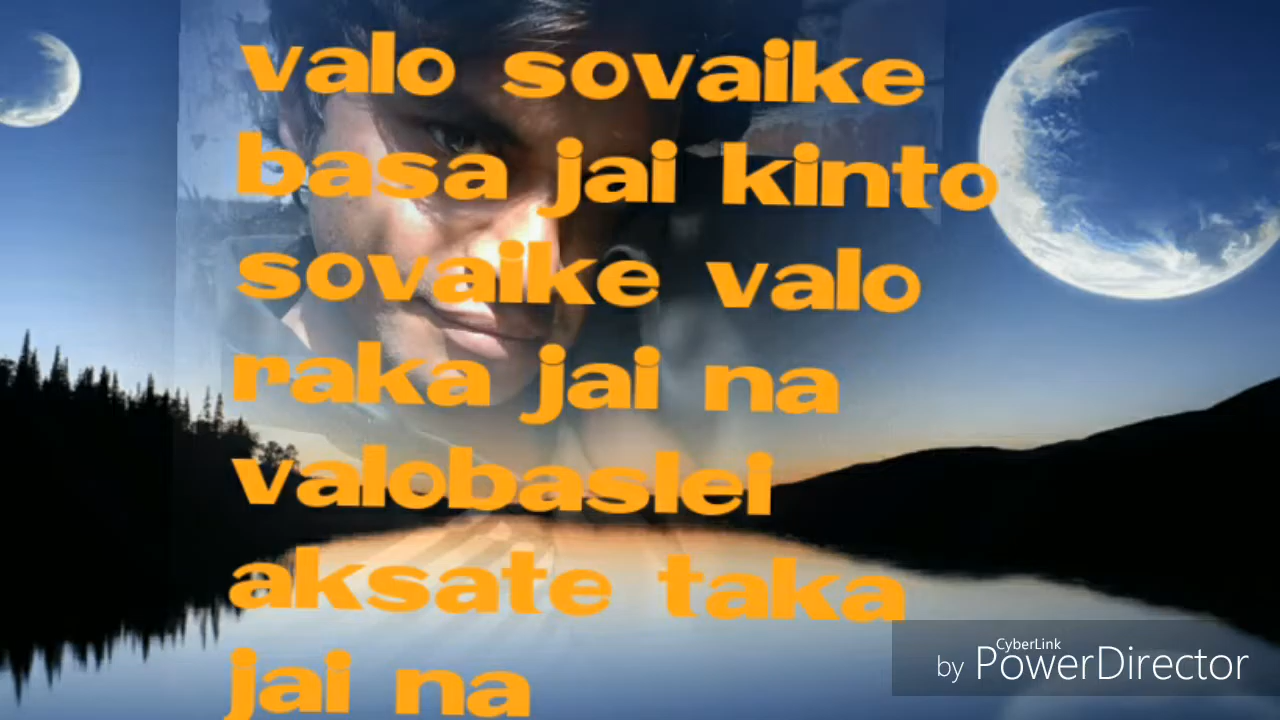 valo sovaike
basa jai kinto
sovaike valo
raka jai na
valobaslei
aksate taka
jai na
CyberLink
by PowerDirector